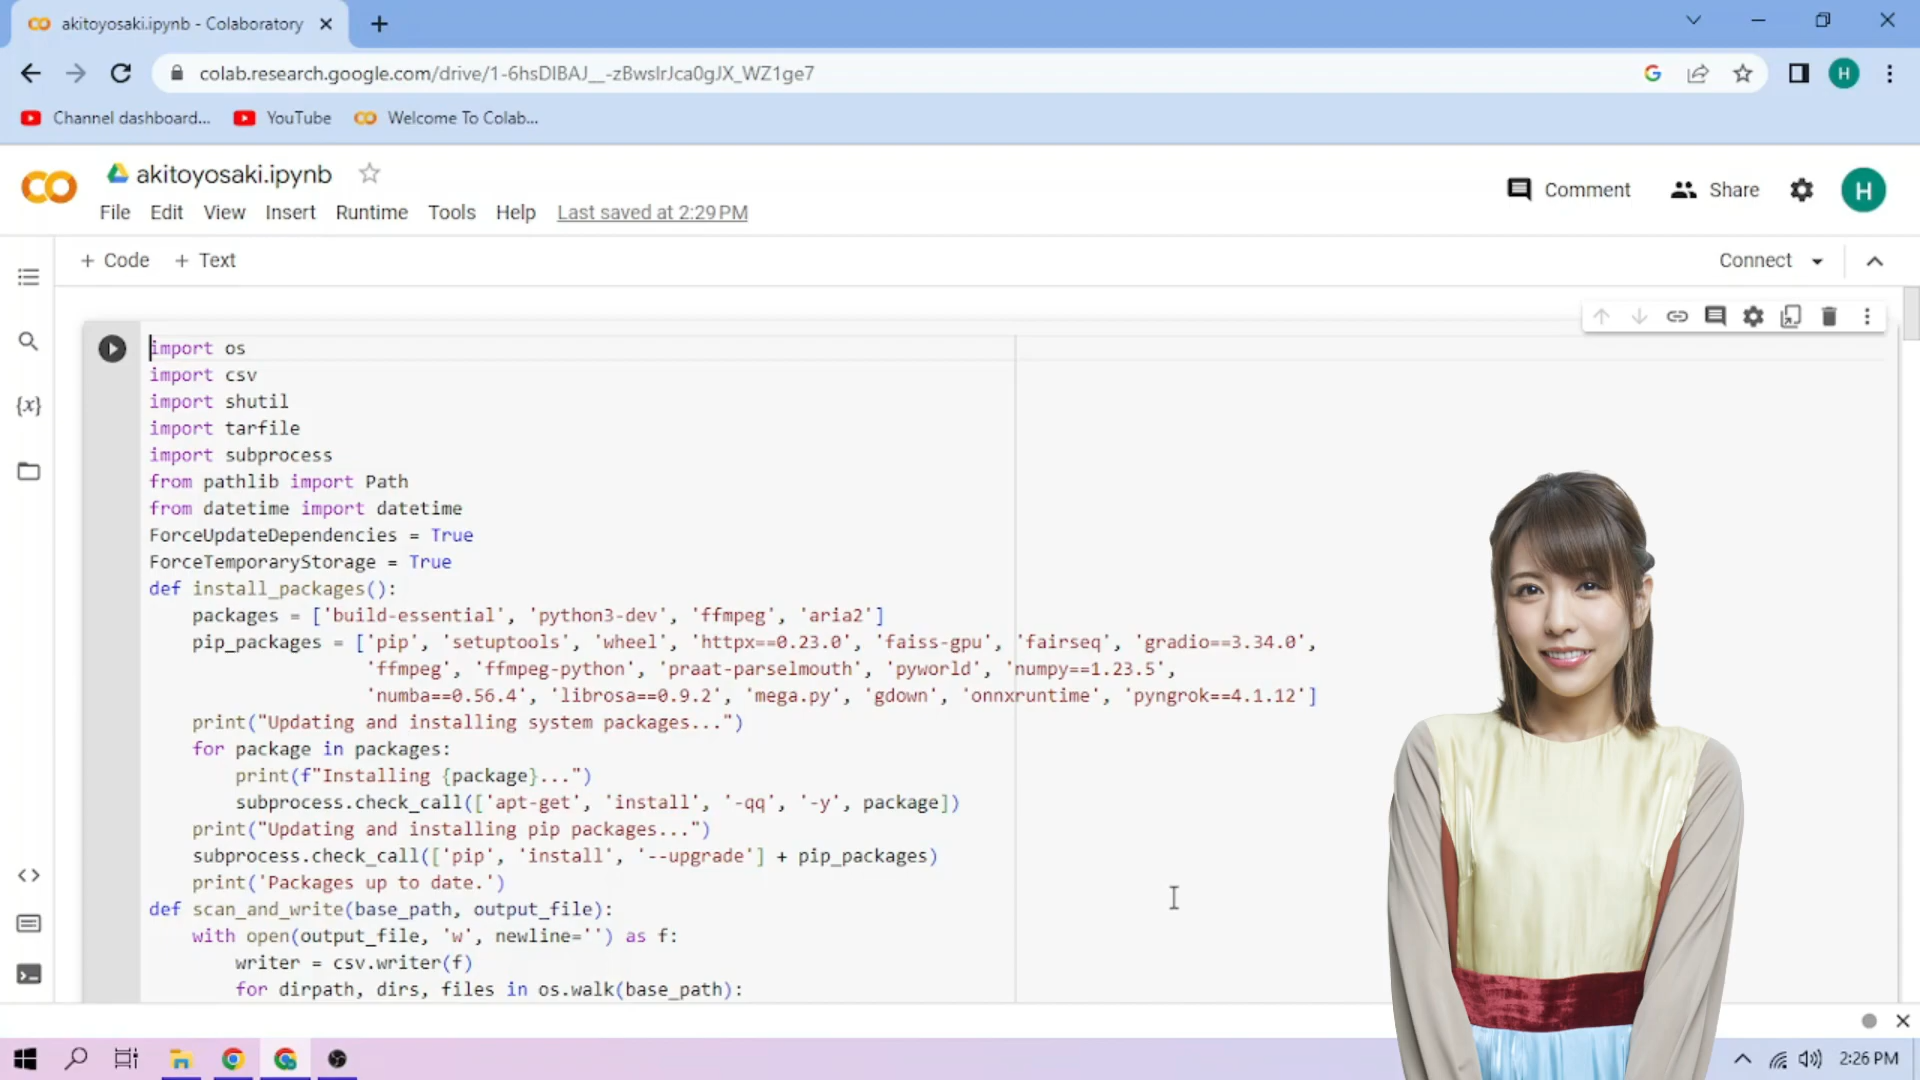 akitoyosaki.ipynb - Colaboratory
colab.research.google.com/drive/1-6hsDIBAJ__-zBwsIrJca0gJX_WZ1ge7
H
Channel dashboard...
YouTube
Welcome To Colab...
akitoyosaki.ipynb
Comment
Share
H
File Edit View Insert Runtime Tools Help Last saved at 2:29 PM
+ Code + Text
Connect
import os
import csv
import shutil
import tarfile
import subprocess
from pathlib import Path
from datetime import datetime
ForceUpdateDependencies = True
ForceTemporaryStorage = True
def install_packages():
packages = ['build-essential', 'python3-dev', 'ffmpeg', 'aria2']
pip_packages = ['pip', 'setuptools', 'wheel', 'httpx==0.23.0', 'faiss-gpu', 'fairseq', 'gradio==3.34.0',
'ffmpeg', 'ffmpeg-python', 'praat-parselmouth', 'pyworld', 'numpy==1.23.5',
'numba==0.56.4', 'librosa==0.9.2', 'mega.py', 'gdown', 'onnxruntime', 'pyngrok==4.1.12']
print("Updating and installing system packages...")
for package in packages:
print(f"Installing {package}...")
subprocess.check_call(['apt-get', 'install', '-qq', '-y', package])
print("Updating and installing pip packages...")
subprocess.check_call(['pip', 'install', '--upgrade'] + pip_packages)
print('Packages up to date.')
def scan_and_write(base_path, output_file):
with open(output_file, 'w', newline='') as f:
writer = csv.writer(f)
for dirpath, dirs, files in os.walk(base_path):
2:26 PM